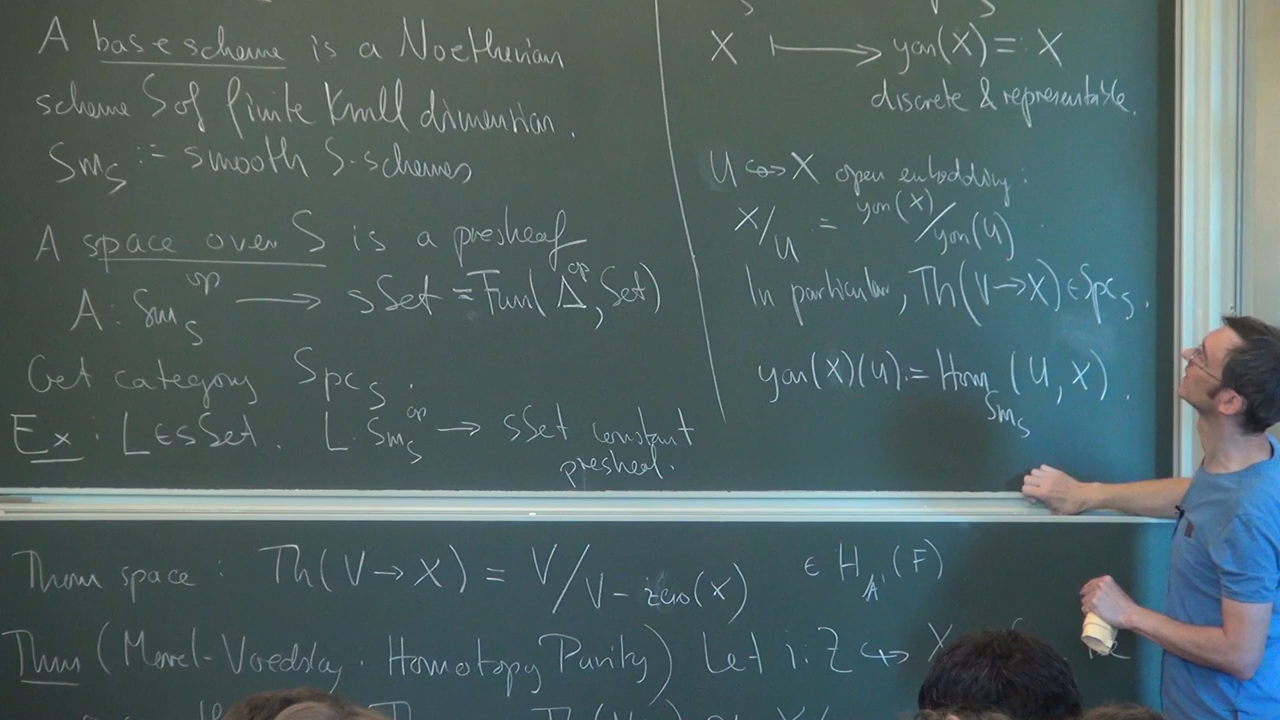 A base scheme is a Noetherian
scheme S of finite Krull dimension.
Sm_S := smooth S-schemes
A space over S is a presheaf
A : Sm_S^op → sSet = Fun(Δ^op, Set)
Get category Spc_S.
Ex: L ∈ sSet. L: Sm_S^op → sSet constant
presheaf.
X ↦ yon(X) =: X
discrete & representable.
U ↪ X open embedding:
X/U = yon(X)/yon(U)
In particular, Th(V→X) ∈ Spc_S.
yon(X)(U) := Hom_Sm_S (U, X).
Thom space: Th(V→X) = V/V - zero(X) ∈ H_A¹(F)
Thm (Morel-Voevodsky. Homotopy Purity) Let i: Z ↪ X